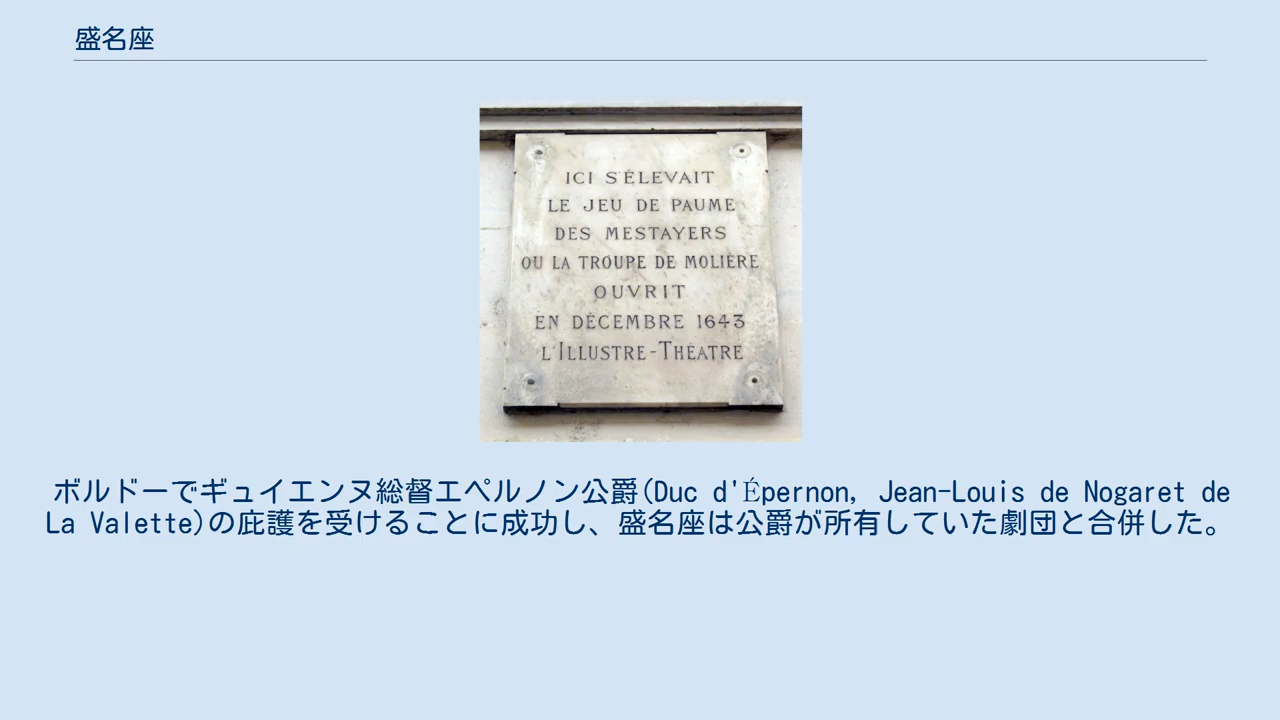 盛名座
ICI S'ÉLEVAIT
LE JEU DE PAUME
DES MESTAYERS
OU LA TROUPE DE MOLIÈRE
OUVRIT
EN DÉCEMBRE 1643
L'ILLUSTRE-THÉATRE
ボルドーでギュイエンヌ総督エペルノン公爵(Duc d'Épernon, Jean-Louis de Nogaret de
La Valette)の庇護を受けることに成功し、盛名座は公爵が所有していた劇団と合併した。